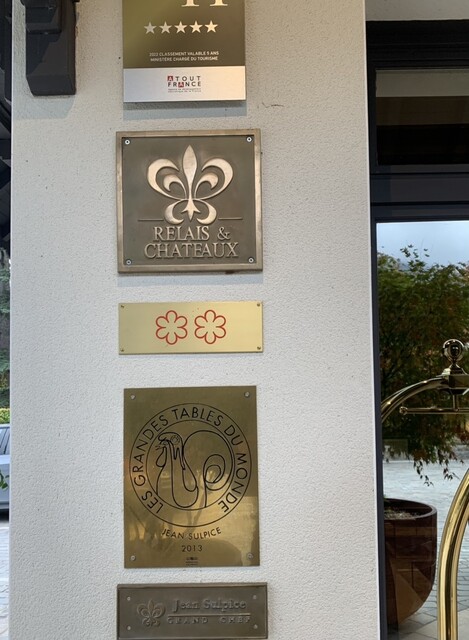 H
2023 CLASSEMENT VALABLE 5 ANS
MINISTÈRE CHARGÉ DU TOURISME
ATOUT
FRANCE
RELAIS &
CHATEAUX
LES GRANDES TABLES DU MONDE
JEAN SULPICE
2013
Jean Sulpice
GRAND CHEF